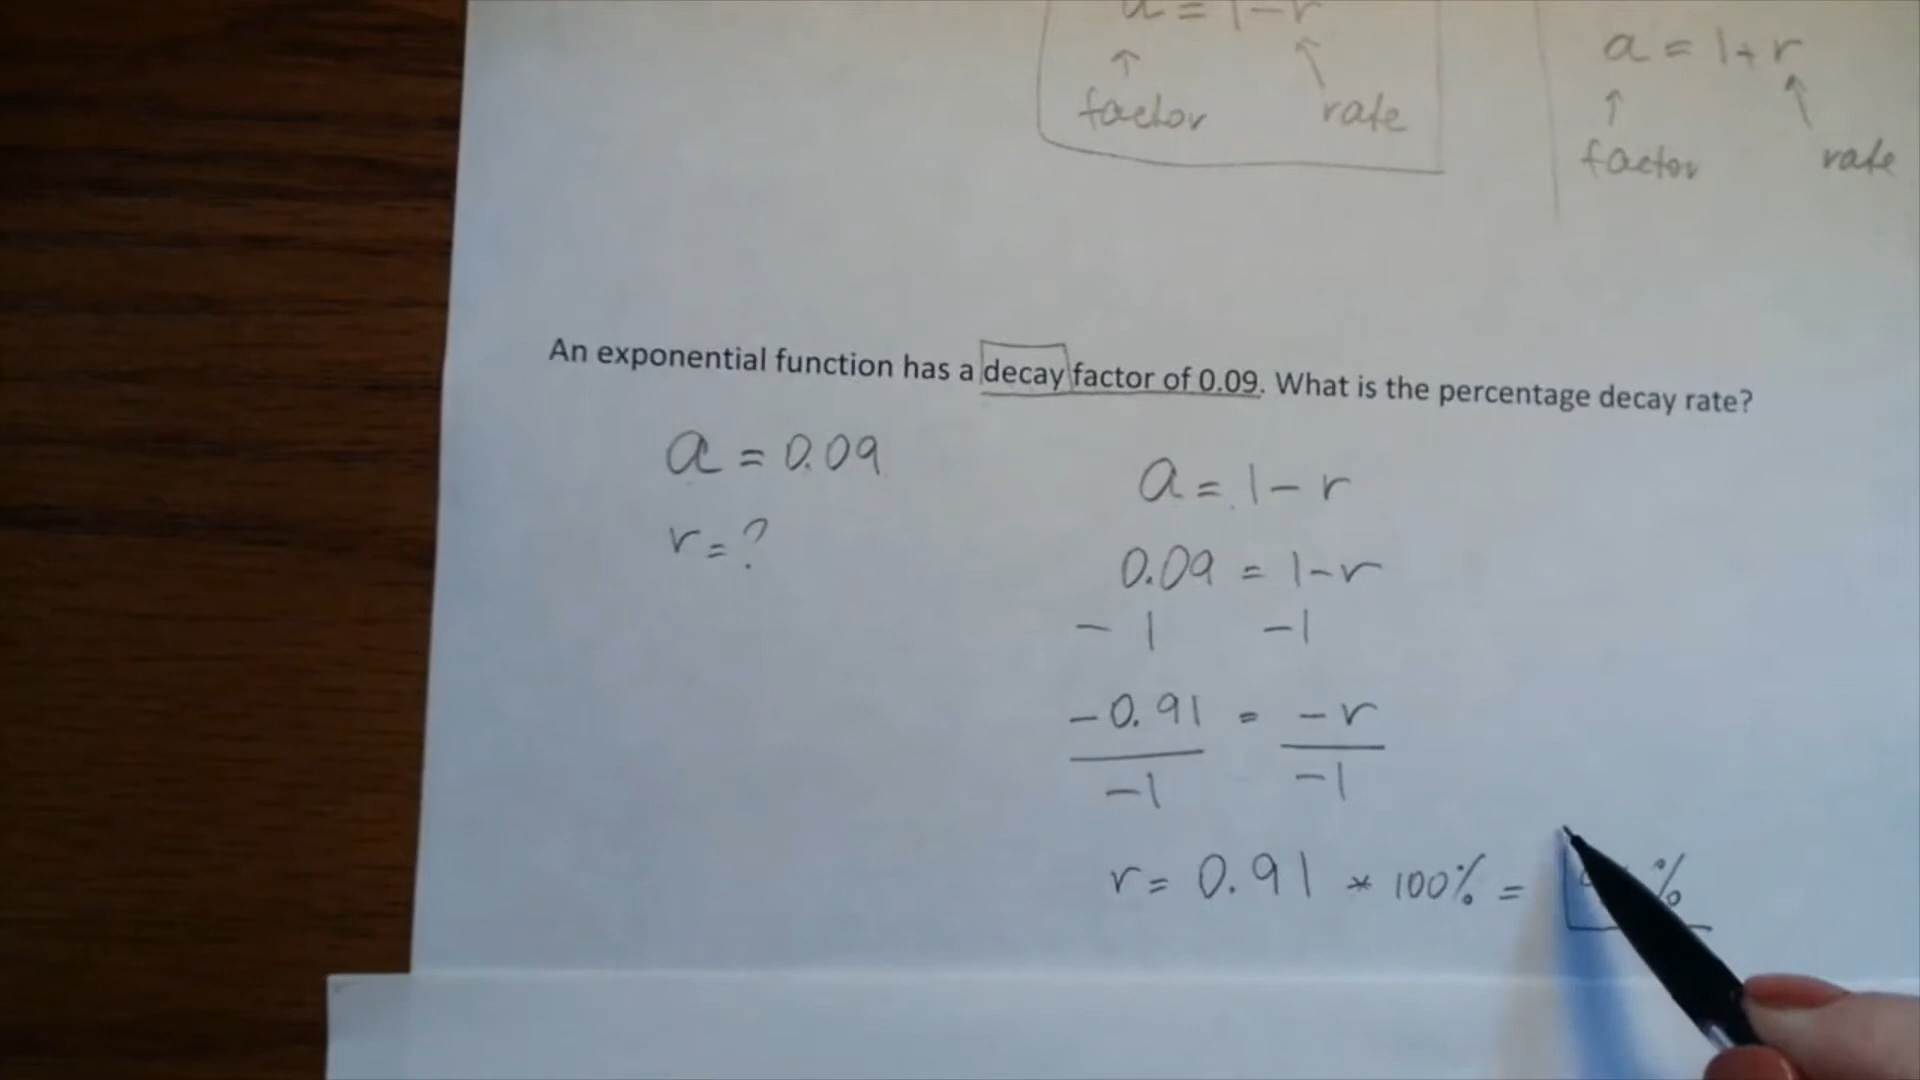 a = 1 - r
↑ ↖
factor rate
a = 1 + r
↑ ↖
factor rate
An exponential function has a decay factor of 0.09. What is the percentage decay rate?
a = 0.09
r = ?
a = 1 - r
0.09 = 1 - r
- 1 - 1
-0.91 = -r
-1 -1
r = 0.91 * 100% = %